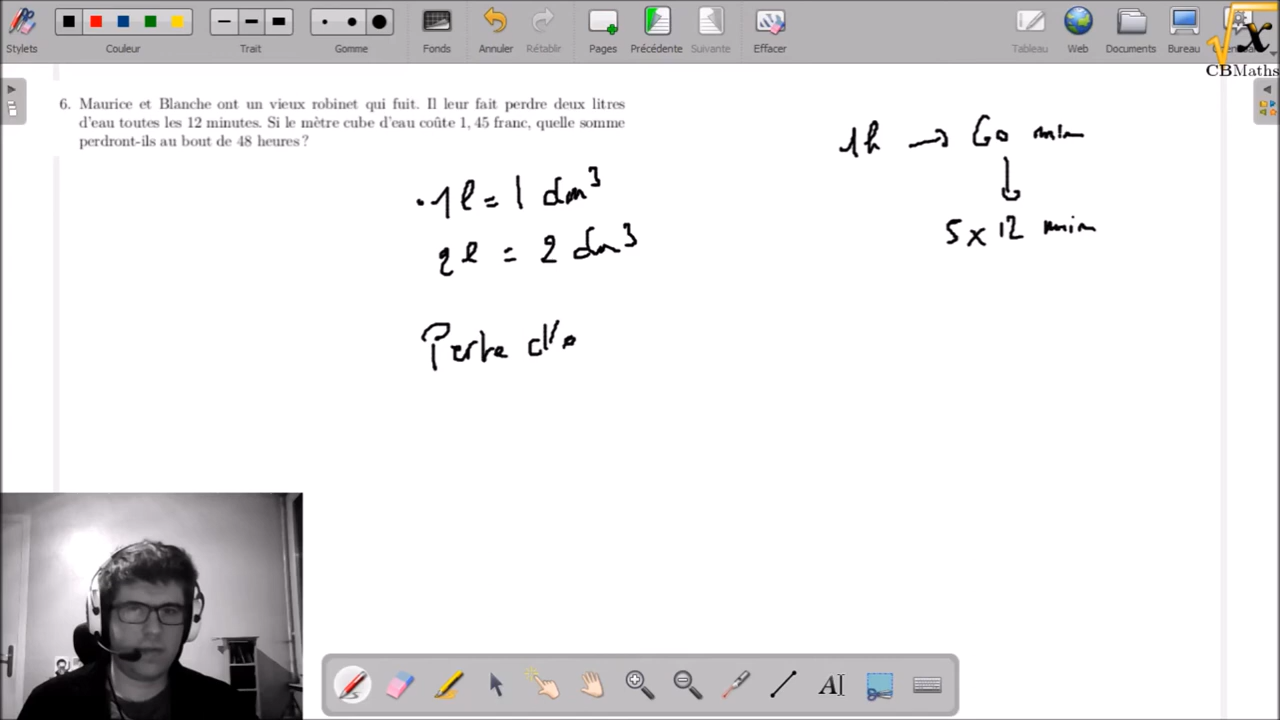 Stylets
Couleur
Trait
Gomme
Fonds
Annuler
Rétablir
Pages
Précédente
Suivante
Effacer
Tableau
Web
Documents
Bureau
CBMaths
6. Maurice et Blanche ont un vieux robinet qui fuit. Il leur fait perdre deux litres
d'eau toutes les 12 minutes. Si le mètre cube d'eau coûte 1, 45 franc, quelle somme
perdront-ils au bout de 48 heures ?
1h → 60 min
5 x 12 min
. 1 l = 1 dm³
2 l = 2 dm³
Perte d'e
AI